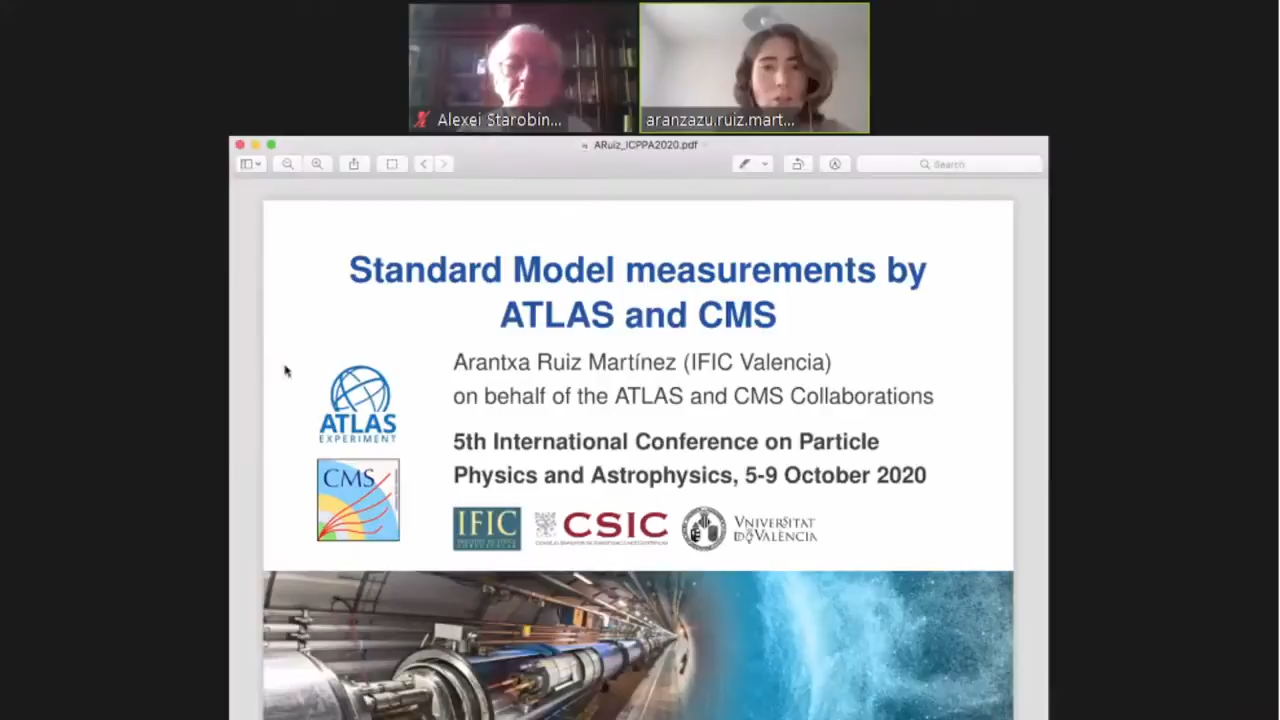 Alexei Starobin...
aranzazu.ruiz.mart...
ARuiz_ICPPA2020.pdf
Search
Standard Model measurements by
ATLAS and CMS
Arantxa Ruiz Martínez (IFIC Valencia)
on behalf of the ATLAS and CMS Collaborations
ATLAS
EXPERIMENT
5th International Conference on Particle
Physics and Astrophysics, 5-9 October 2020
CMS
IFIC
CSIC
VNIVERSITAT
D VALÈNCIA